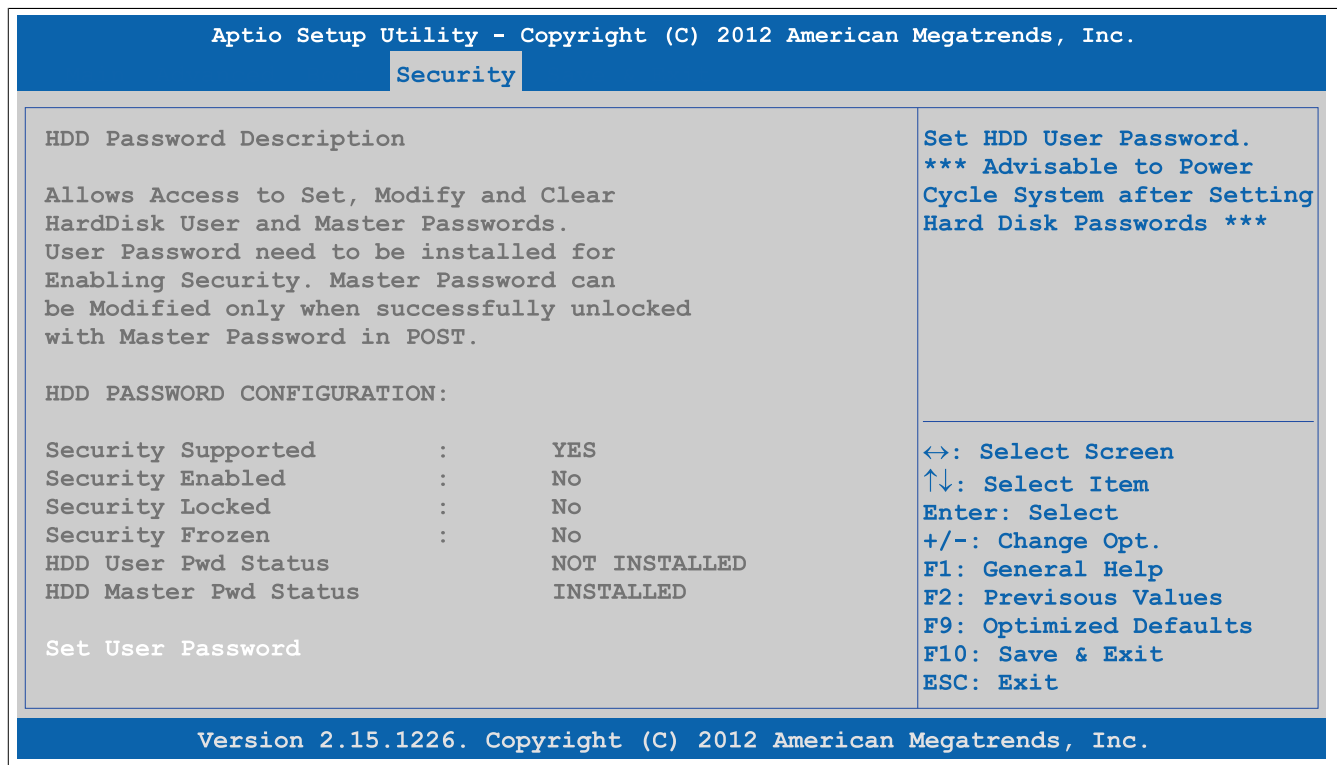 Aptio Setup Utility - Copyright (C) 2012 American Megatrends, Inc.
Security
HDD Password Description
Allows Access to Set, Modify and Clear
HardDisk User and Master Passwords.
User Password need to be installed for
Enabling Security. Master Password can
be Modified only when successfully unlocked
with Master Password in POST.
HDD PASSWORD CONFIGURATION:
Security Supported : YES
Security Enabled : No
Security Locked : No
Security Frozen : No
HDD User Pwd Status NOT INSTALLED
HDD Master Pwd Status INSTALLED
Set User Password
Set HDD User Password.
*** Advisable to Power
Cycle System after Setting
Hard Disk Passwords ***
↔: Select Screen
↑↓: Select Item
Enter: Select
+/-: Change Opt.
F1: General Help
F2: Previsous Values
F9: Optimized Defaults
F10: Save & Exit
ESC: Exit
Version 2.15.1226. Copyright (C) 2012 American Megatrends, Inc.